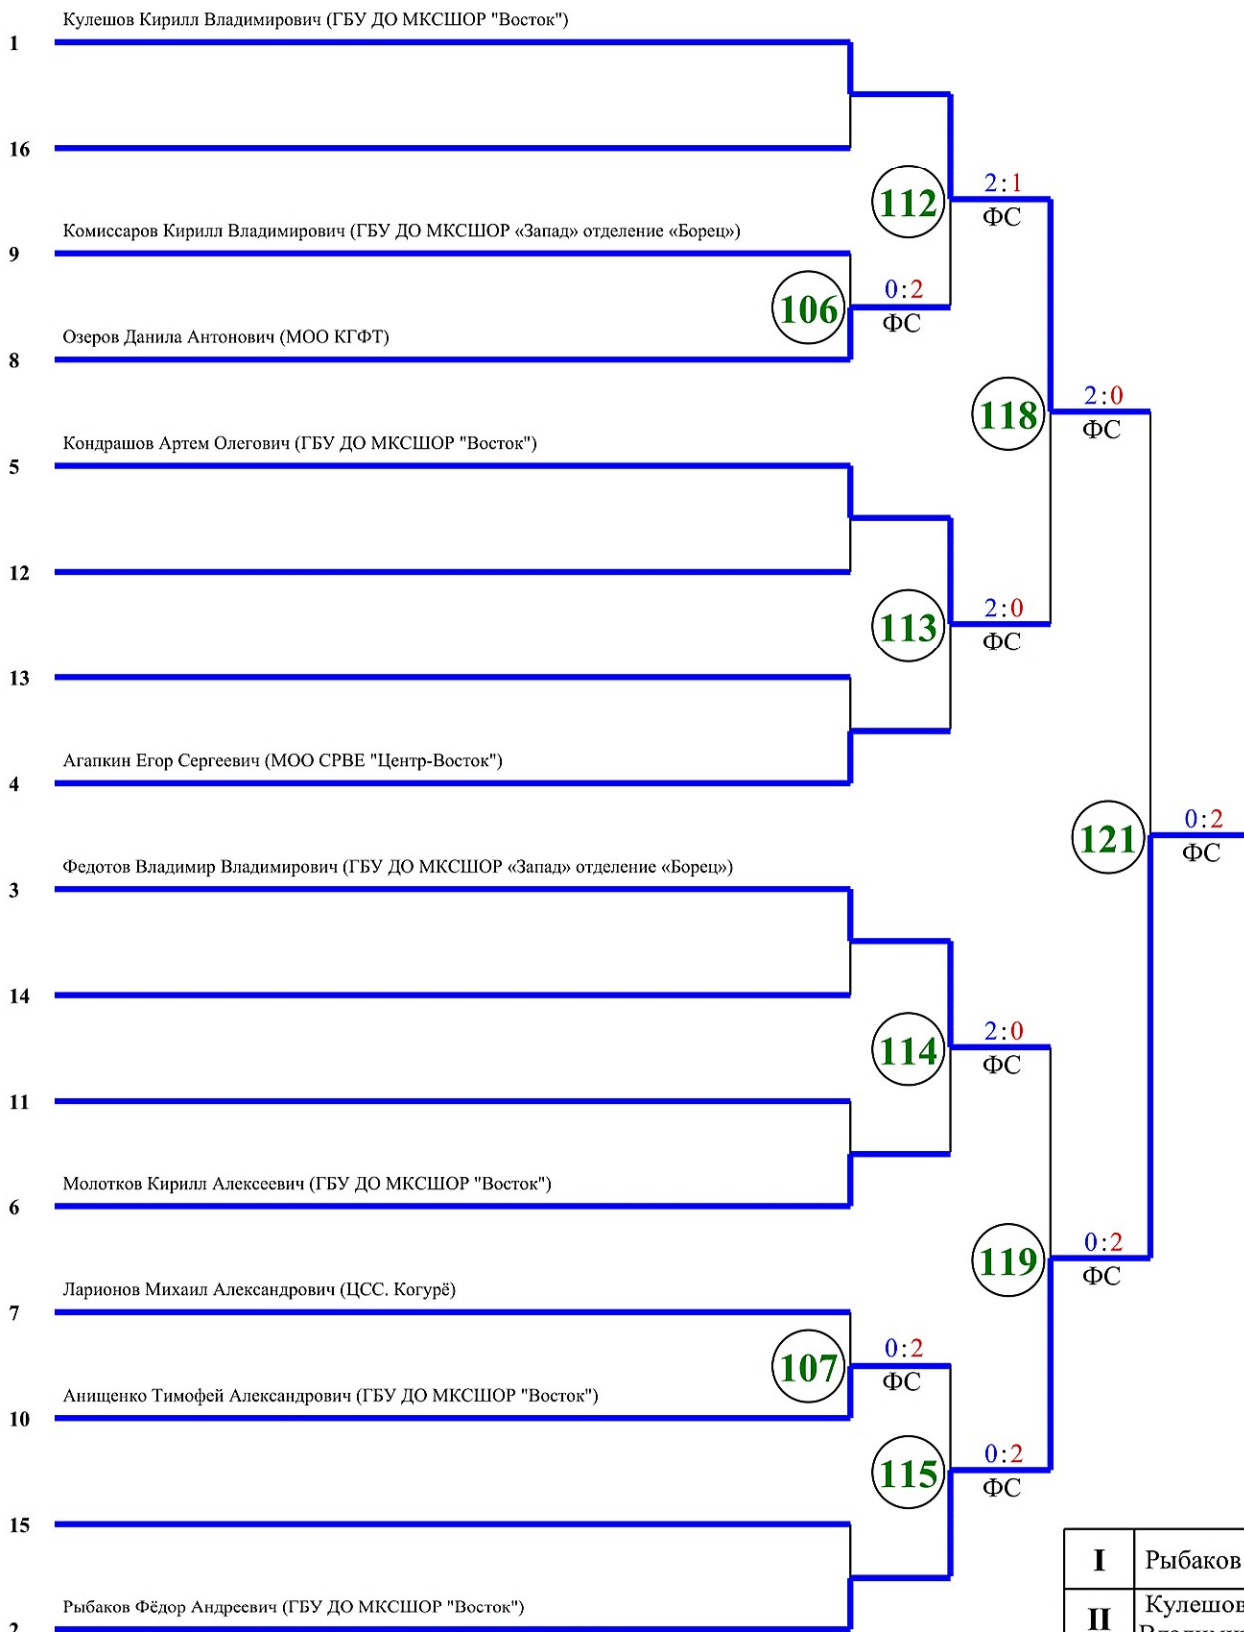 Кулешов Кирилл Владимирович (ГБУ ДО МКСШОР "Восток")
1
16
112
2:1
ФС
Комиссаров Кирилл Владимирович (ГБУ ДО МКСШОР «Запад» отделение «Борец»)
9
106
0:2
ФС
Озеров Данила Антонович (МОО КГФТ)
8
118
2:0
ФС
Кондрашов Артем Олегович (ГБУ ДО МКСШОР "Восток")
5
12
113
2:0
ФС
13
Агапкин Егор Сергеевич (МОО СРВЕ "Центр-Восток")
4
121
0:2
ФС
Федотов Владимир Владимирович (ГБУ ДО МКСШОР «Запад» отделение «Борец»)
3
14
114
2:0
ФС
11
Молотков Кирилл Алексеевич (ГБУ ДО МКСШОР "Восток")
6
119
0:2
ФС
Ларионов Михаил Александрович (ЦСС. Когурё)
7
107
0:2
ФС
Анищенко Тимофей Александрович (ГБУ ДО МКСШОР "Восток")
10
115
0:2
ФС
15
I Рыбаков
Рыбаков Фёдор Андреевич (ГБУ ДО МКСШОР "Восток")
2
II Кулешов